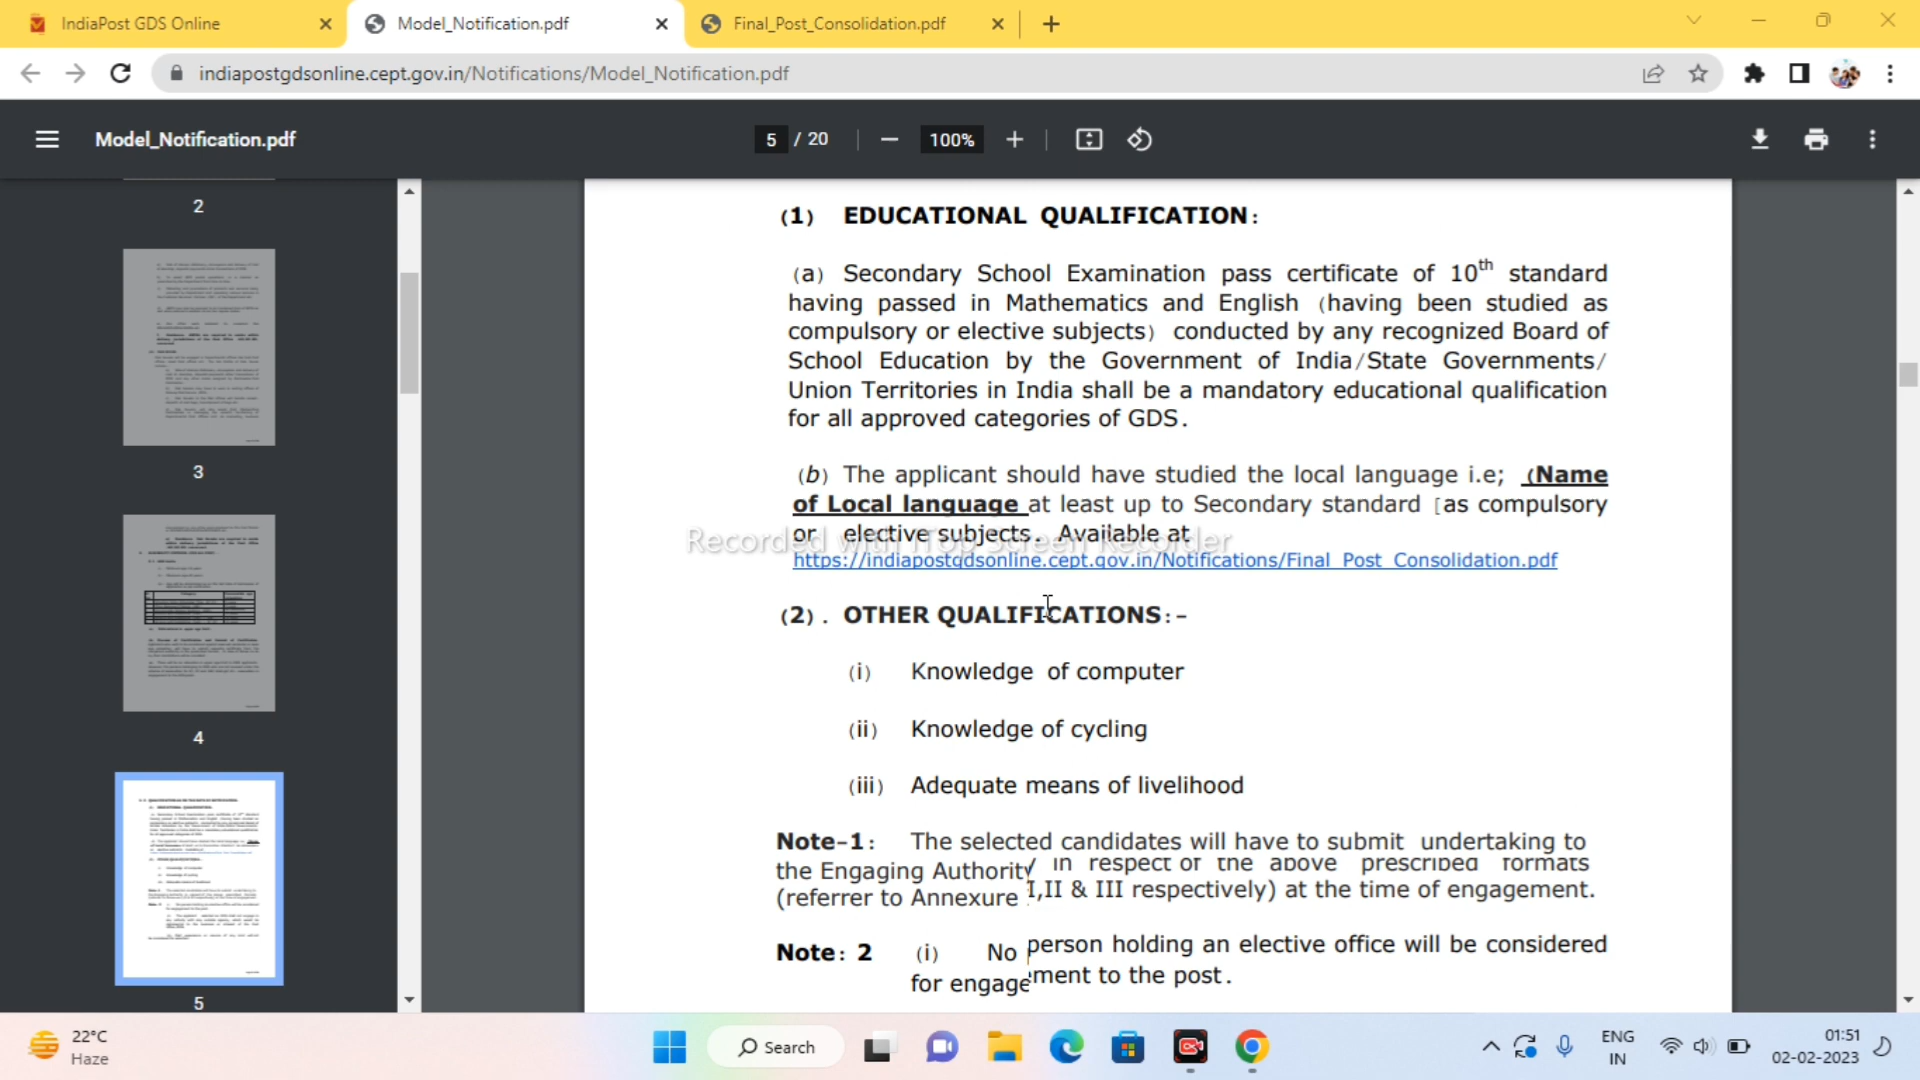 IndiaPost GDS Online
Model_Notification.pdf
Final_Post_Consolidation.pdf
indiapostgdsonline.cept.gov.in/Notifications/Model_Notification.pdf
Model_Notification.pdf
5 / 20
100%
2
3
4
5
(1) EDUCATIONAL QUALIFICATION:
(a) Secondary School Examination pass certificate of 10th standard
having passed in Mathematics and English (having been studied as
compulsory or elective subjects) conducted by any recognized Board of
School Education by the Government of India/State Governments/
Union Territories in India shall be a mandatory educational qualification
for all approved categories of GDS.
(b) The applicant should have studied the local language i.e; (Name
of Local language at least up to Secondary standard [as compulsory
or elective subjects. Available at
Recorded with iTop Screen Recorder
https://indiapostgdsonline.cept.gov.in/Notifications/Final_Post_Consolidation.pdf
(2). OTHER QUALIFICATIONS:-
(i) Knowledge of computer
(ii) Knowledge of cycling
(iii) Adequate means of livelihood
Note-1: The selected candidates will have to submit undertaking to
the Engaging Authority in respect of the above prescribed formats
(referrer to Annexure I,II & III respectively) at the time of engagement.
Note: 2 (i) No person holding an elective office will be considered
for engagement to the post.
22°C
Haze
Search
ENG
IN
01:51
02-02-2023